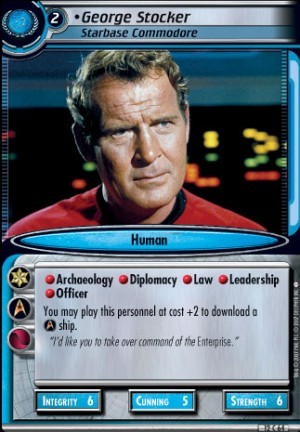 2 •George Stocker
Starbase Commodore
Human
Archaeology Diplomacy Law Leadership
Officer
You may play this personnel at cost +2 to download a
ship.
"I'd like you to take over command of the Enterprise."
Integrity 6 Cunning 5 Strength 6